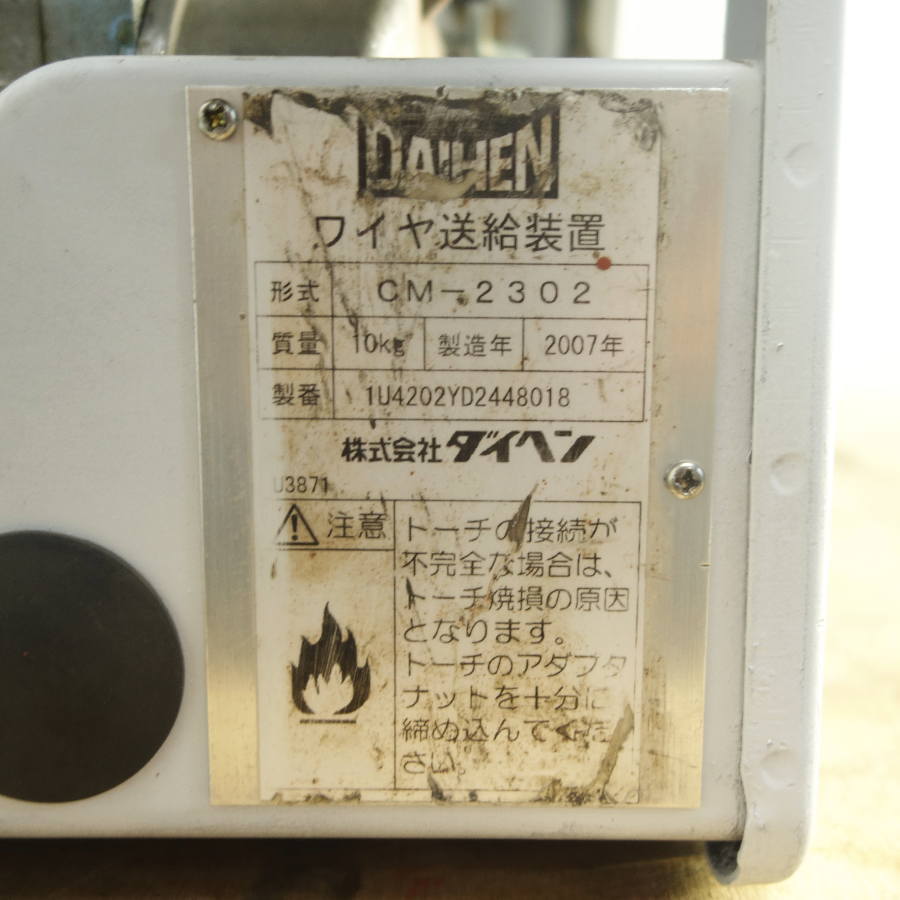 DAIHEN
ワイヤ送給装置
形式 CM-2302
質量 10kg 製造年 2007年
製番 1U4202YD2448018
株式会社ダイヘン
U3871
注意
トーチの接続が
不完全な場合は、
トーチ焼損の原因
となります。
トーチのアダプタ
ナットを十分に
締め込んでくだ
さい。